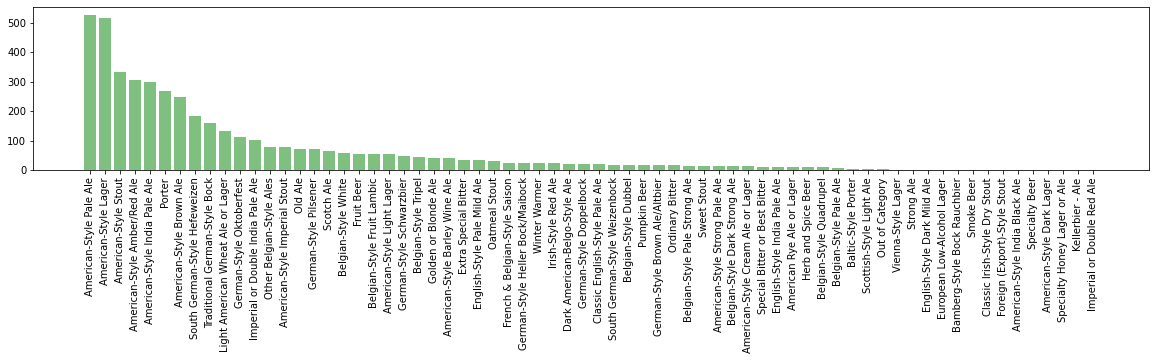 500
400
300
200
100
0
American-Style Pale Ale
American-Style Lager
American-Style Stout
American-Style Amber/Red Ale
American-Style India Pale Ale
Porter
American-Style Brown Ale
South German-Style Hefeweizen
Traditional German-Style Bock
Light American Wheat Ale or Lager
German-Style Oktoberfest
Imperial or Double India Pale Ale
Other Belgian-Style Ales
American-Style Imperial Stout
Old Ale
German-Style Pilsener
Scotch Ale
Belgian-Style White
Fruit Beer
Belgian-Style Fruit Lambic
American-Style Light Lager
German-Style Schwarzbier
Belgian-Style Tripel
Golden or Blonde Ale
American-Style Barley Wine Ale
Extra Special Bitter
English-Style Pale Mild Ale
Oatmeal Stout
French & Belgian-Style Saison
German-Style Heller Bock/Maibock
Winter Warmer
Irish-Style Red Ale
Dark American-Belgo-Style Ale
German-Style Doppelbock
Classic English-Style Pale Ale
South German-Style Weizenbock
Belgian-Style Dubbel
Pumpkin Beer
German-Style Brown Ale/Altbier
Ordinary Bitter
Belgian-Style Pale Strong Ale
Sweet Stout
American-Style Strong Pale Ale
Belgian-Style Dark Strong Ale
American-Style Cream Ale or Lager
Special Bitter or Best Bitter
English-Style India Pale Ale
American Rye Ale or Lager
Herb and Spice Beer
Belgian-Style Quadrupel
Belgian-Style Pale Ale
Baltic-Style Porter
Scottish-Style Light Ale
Out of Category
Vienna-Style Lager
Strong Ale
English-Style Dark Mild Ale
European Low-Alcohol Lager
Bamberg-Style Bock Rauchbier
Smoke Beer
Classic Irish-Style Dry Stout
Foreign (Export)-Style Stout
American-Style India Black Ale
Specialty Beer
American-Style Dark Lager
Specialty Honey Lager or Ale
Kellerbier - Ale
Imperial or Double Red Ale